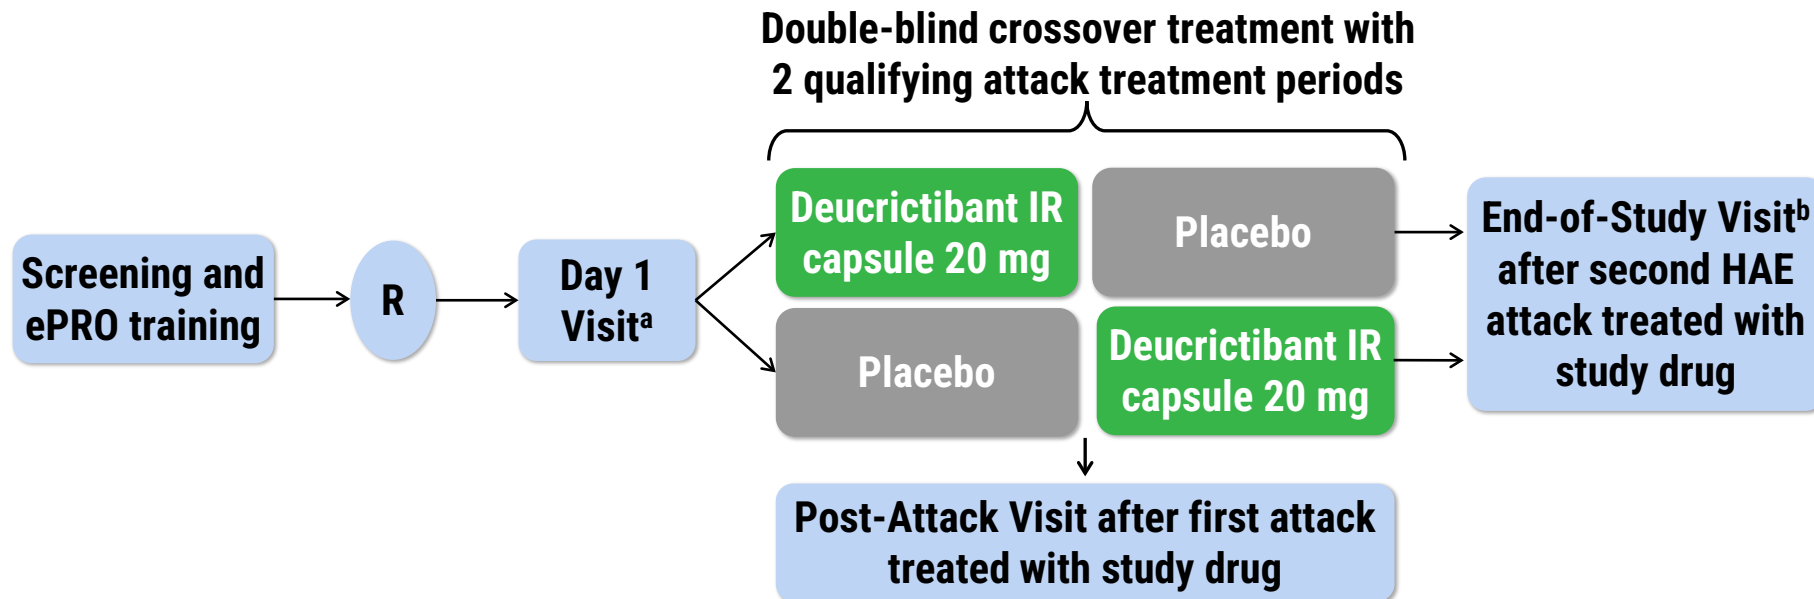 Double-blind crossover treatment with
2 qualifying attack treatment periods
Screening and
ePRO training
R
Day 1
Visitᵃ
Deucrictibant IR
capsule 20 mg
Placebo
Placebo
Deucrictibant IR
capsule 20 mg
End-of-Study Visitᵇ
after second HAE
attack treated with
study drug
Post-Attack Visit after first attack
treated with study drug